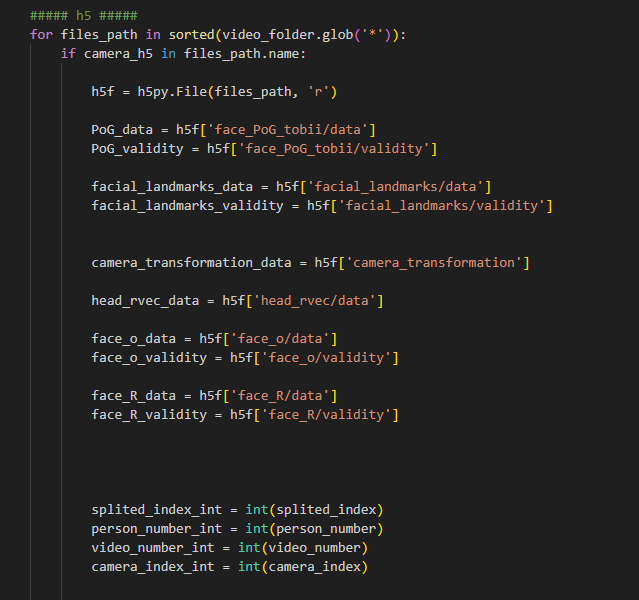 ##### h5 #####
for files_path in sorted(video_folder.glob('*')):
if camera_h5 in files_path.name:
h5f = h5py.File(files_path, 'r')
PoG_data = h5f['face_PoG_tobii/data']
PoG_validity = h5f['face_PoG_tobii/validity']
facial_landmarks_data = h5f['facial_landmarks/data']
facial_landmarks_validity = h5f['facial_landmarks/validity']
camera_transformation_data = h5f['camera_transformation']
head_rvec_data = h5f['head_rvec/data']
face_o_data = h5f['face_o/data']
face_o_validity = h5f['face_o/validity']
face_R_data = h5f['face_R/data']
face_R_validity = h5f['face_R/validity']
splited_index_int = int(splited_index)
person_number_int = int(person_number)
video_number_int = int(video_number)
camera_index_int = int(camera_index)